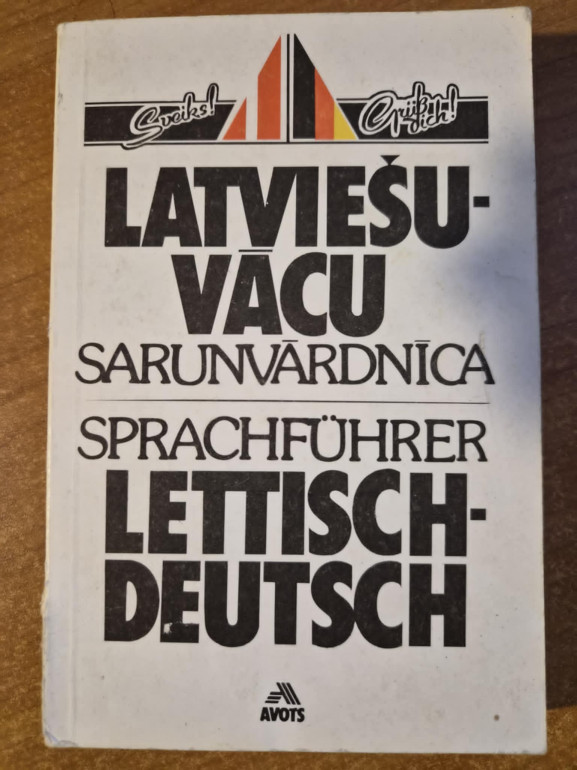 Sveiks!
Grüß
dich!
LATVIEŠU-
VĀCU
SARUNVĀRDNĪCA
SPRACHFÜHRER
LETTISCH-
DEUTSCH
AVOTS